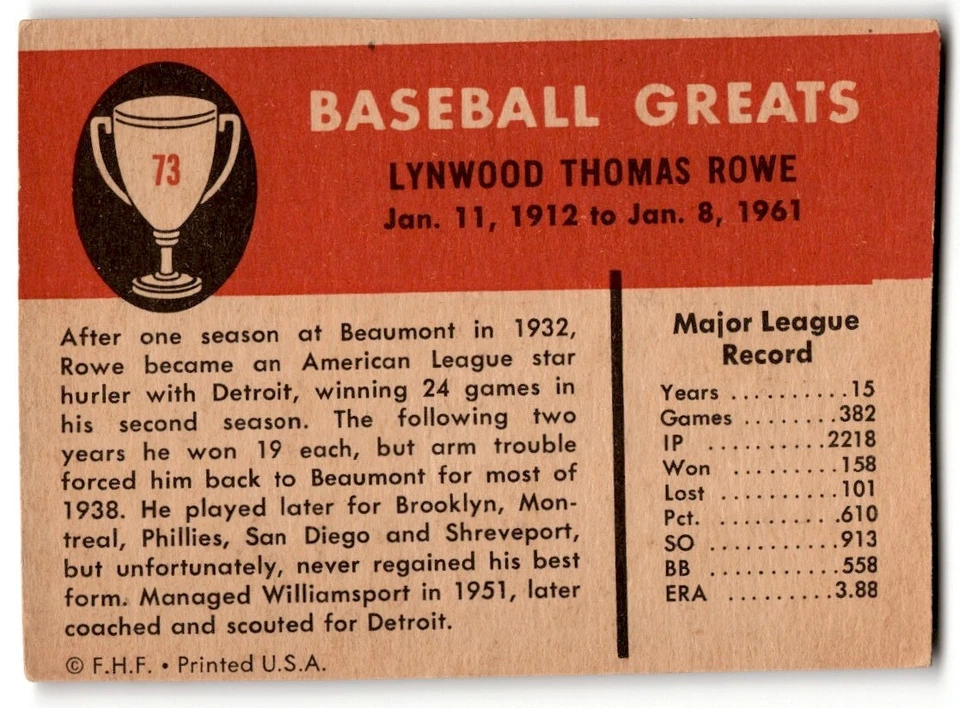 73
BASEBALL GREATS
LYNWOOD THOMAS ROWE
Jan. 11, 1912 to Jan. 8, 1961
After one season at Beaumont in 1932,
Rowe became an American League star
hurler with Detroit, winning 24 games in
his second season. The following two
years he won 19 each, but arm trouble
forced him back to Beaumont for most of
1938. He played later for Brooklyn, Mon-
treal, Phillies, San Diego and Shreveport,
but unfortunately, never regained his best
form. Managed Williamsport in 1951, later
coached and scouted for Detroit.
© F.H.F. • Printed U.S.A.
Major League
Record
Years ..........15
Games ........382
IP ..........2218
Won .........158
Lost ..........101
Pct. ..........610
SO ...........913
BB ...........558
ERA .........3.88